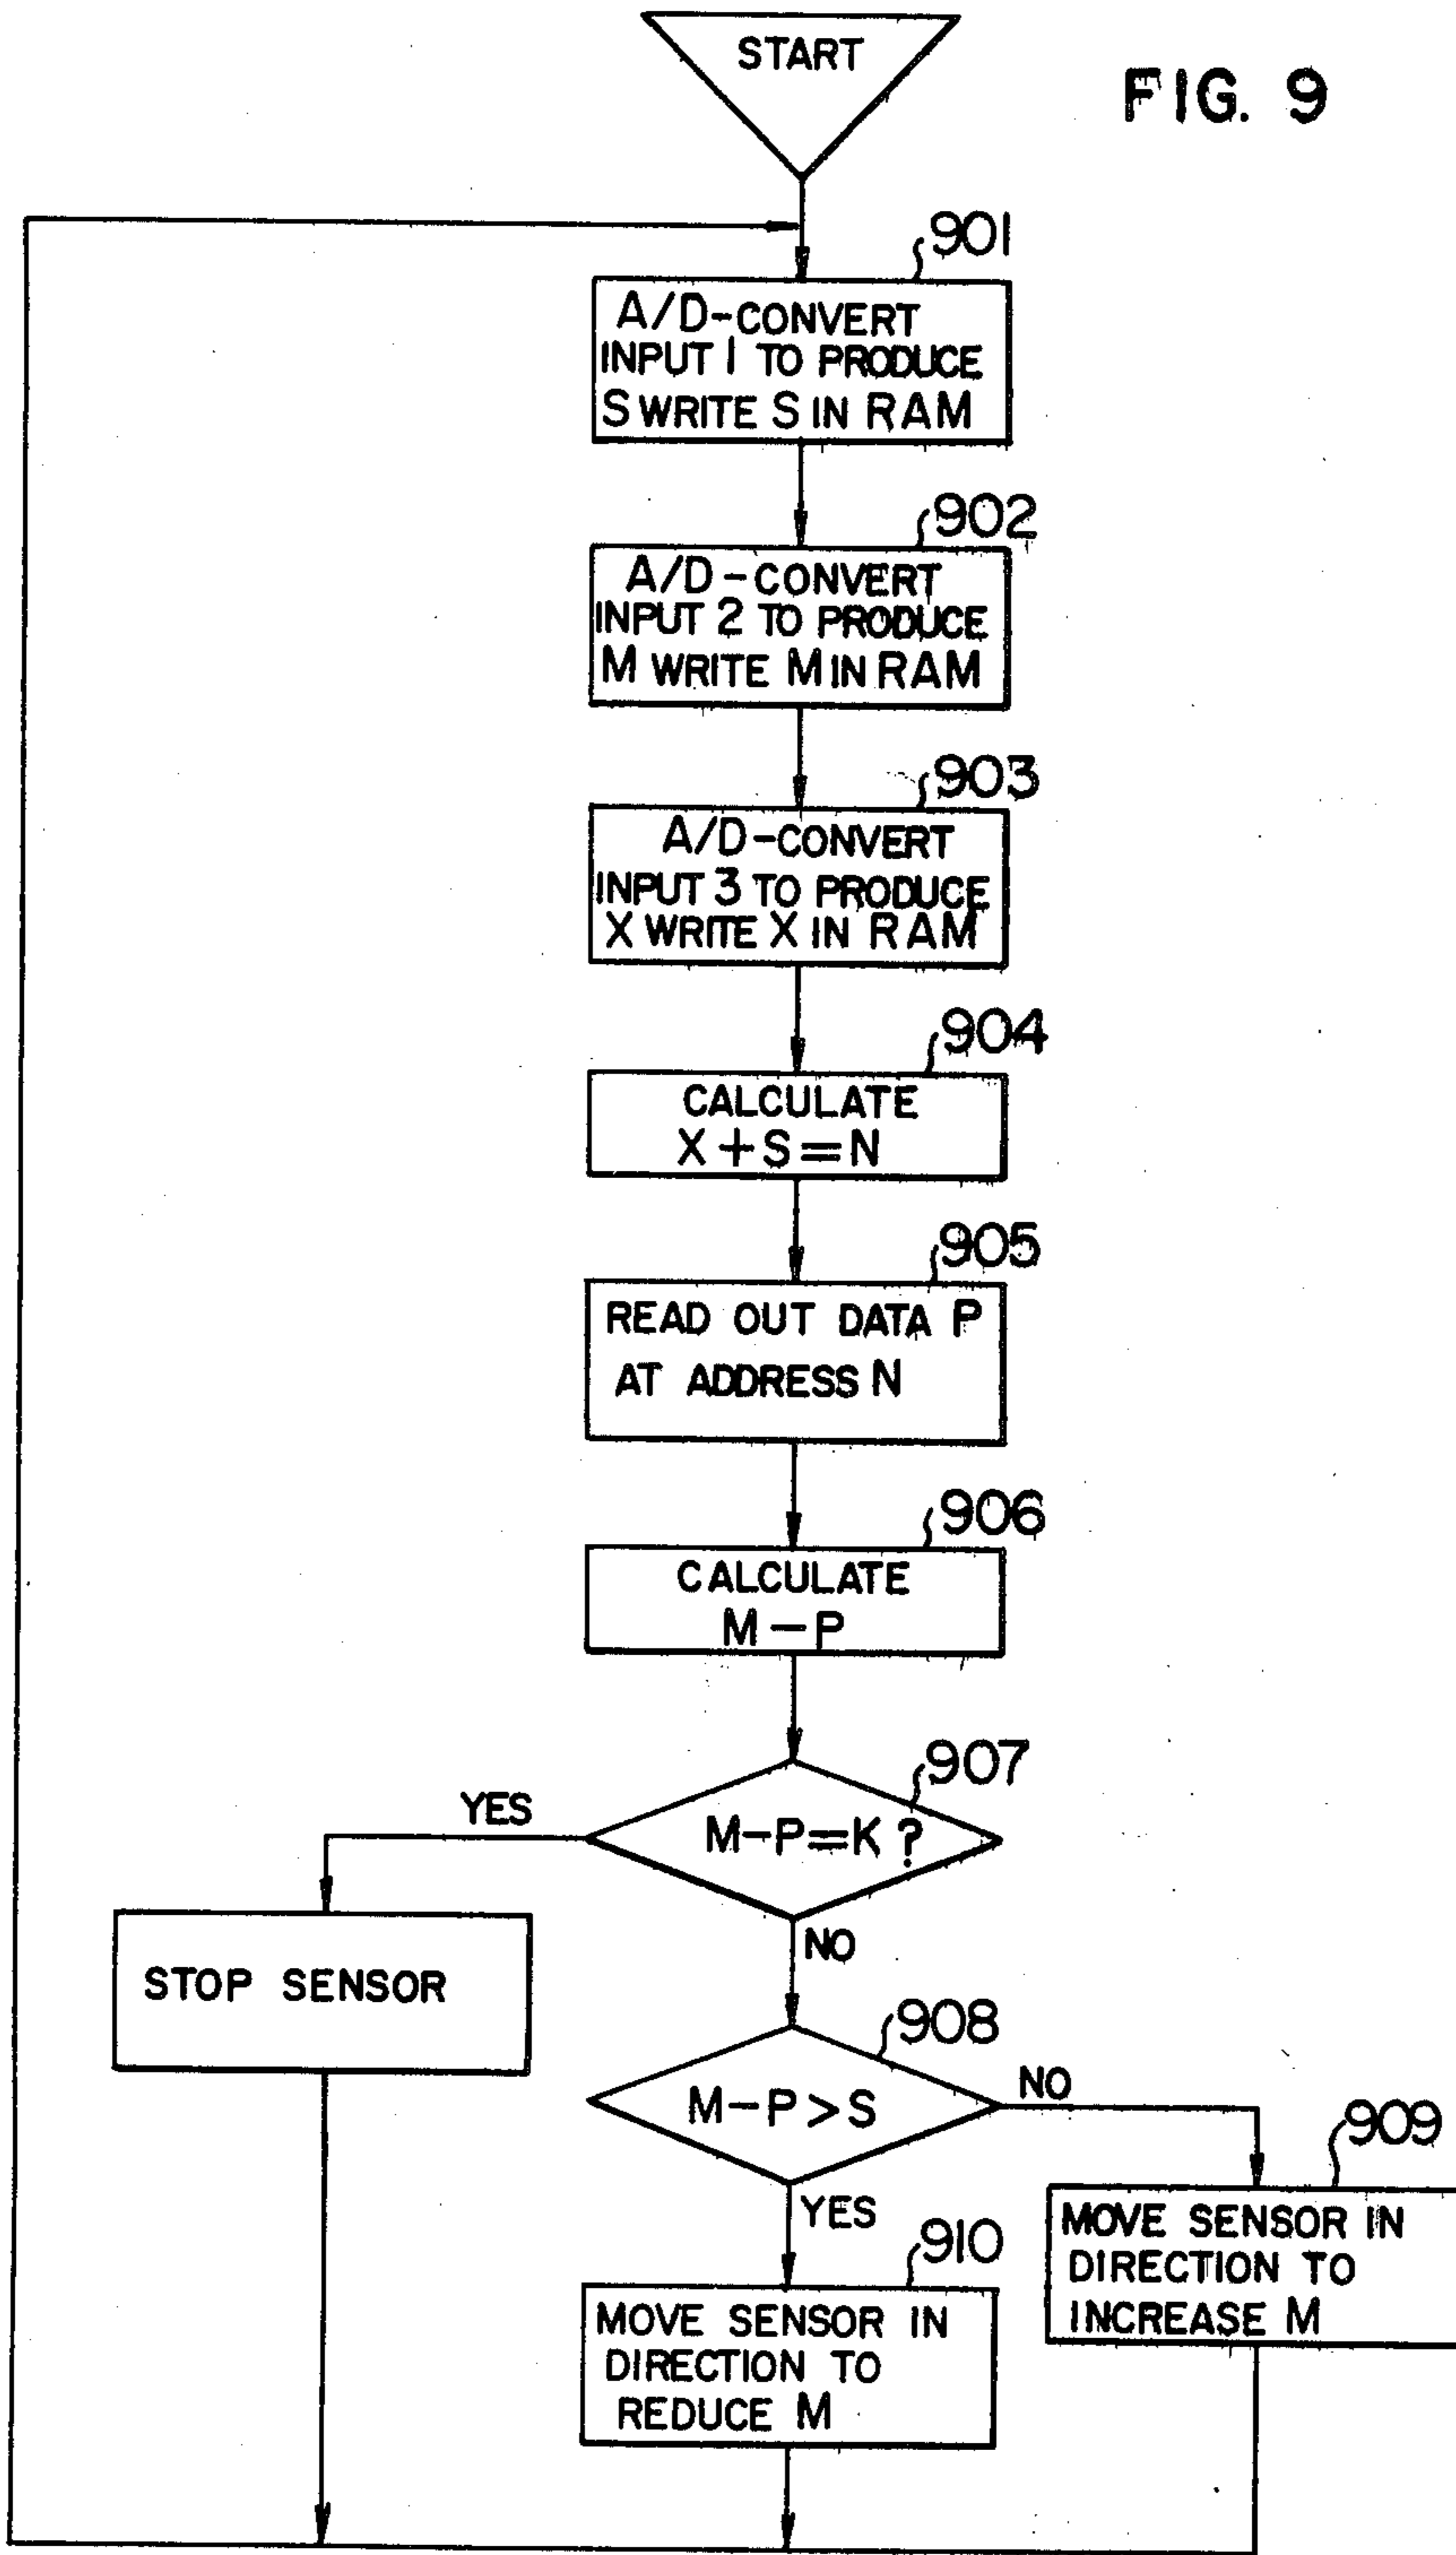 START
FIG. 9
901
A/D-CONVERT
INPUT 1 TO PRODUCE
S WRITE S IN RAM
902
A/D-CONVERT
INPUT 2 TO PRODUCE
M WRITE M IN RAM
903
A/D-CONVERT
INPUT 3 TO PRODUCE
X WRITE X IN RAM
904
CALCULATE
X+S=N
905
READ OUT DATA P
AT ADDRESS N
906
CALCULATE
M-P
907
YES
M-P=K?
NO
STOP SENSOR
908
M-P>S
NO
YES
909
MOVE SENSOR IN
DIRECTION TO
INCREASE M
910
MOVE SENSOR IN
DIRECTION TO
REDUCE M